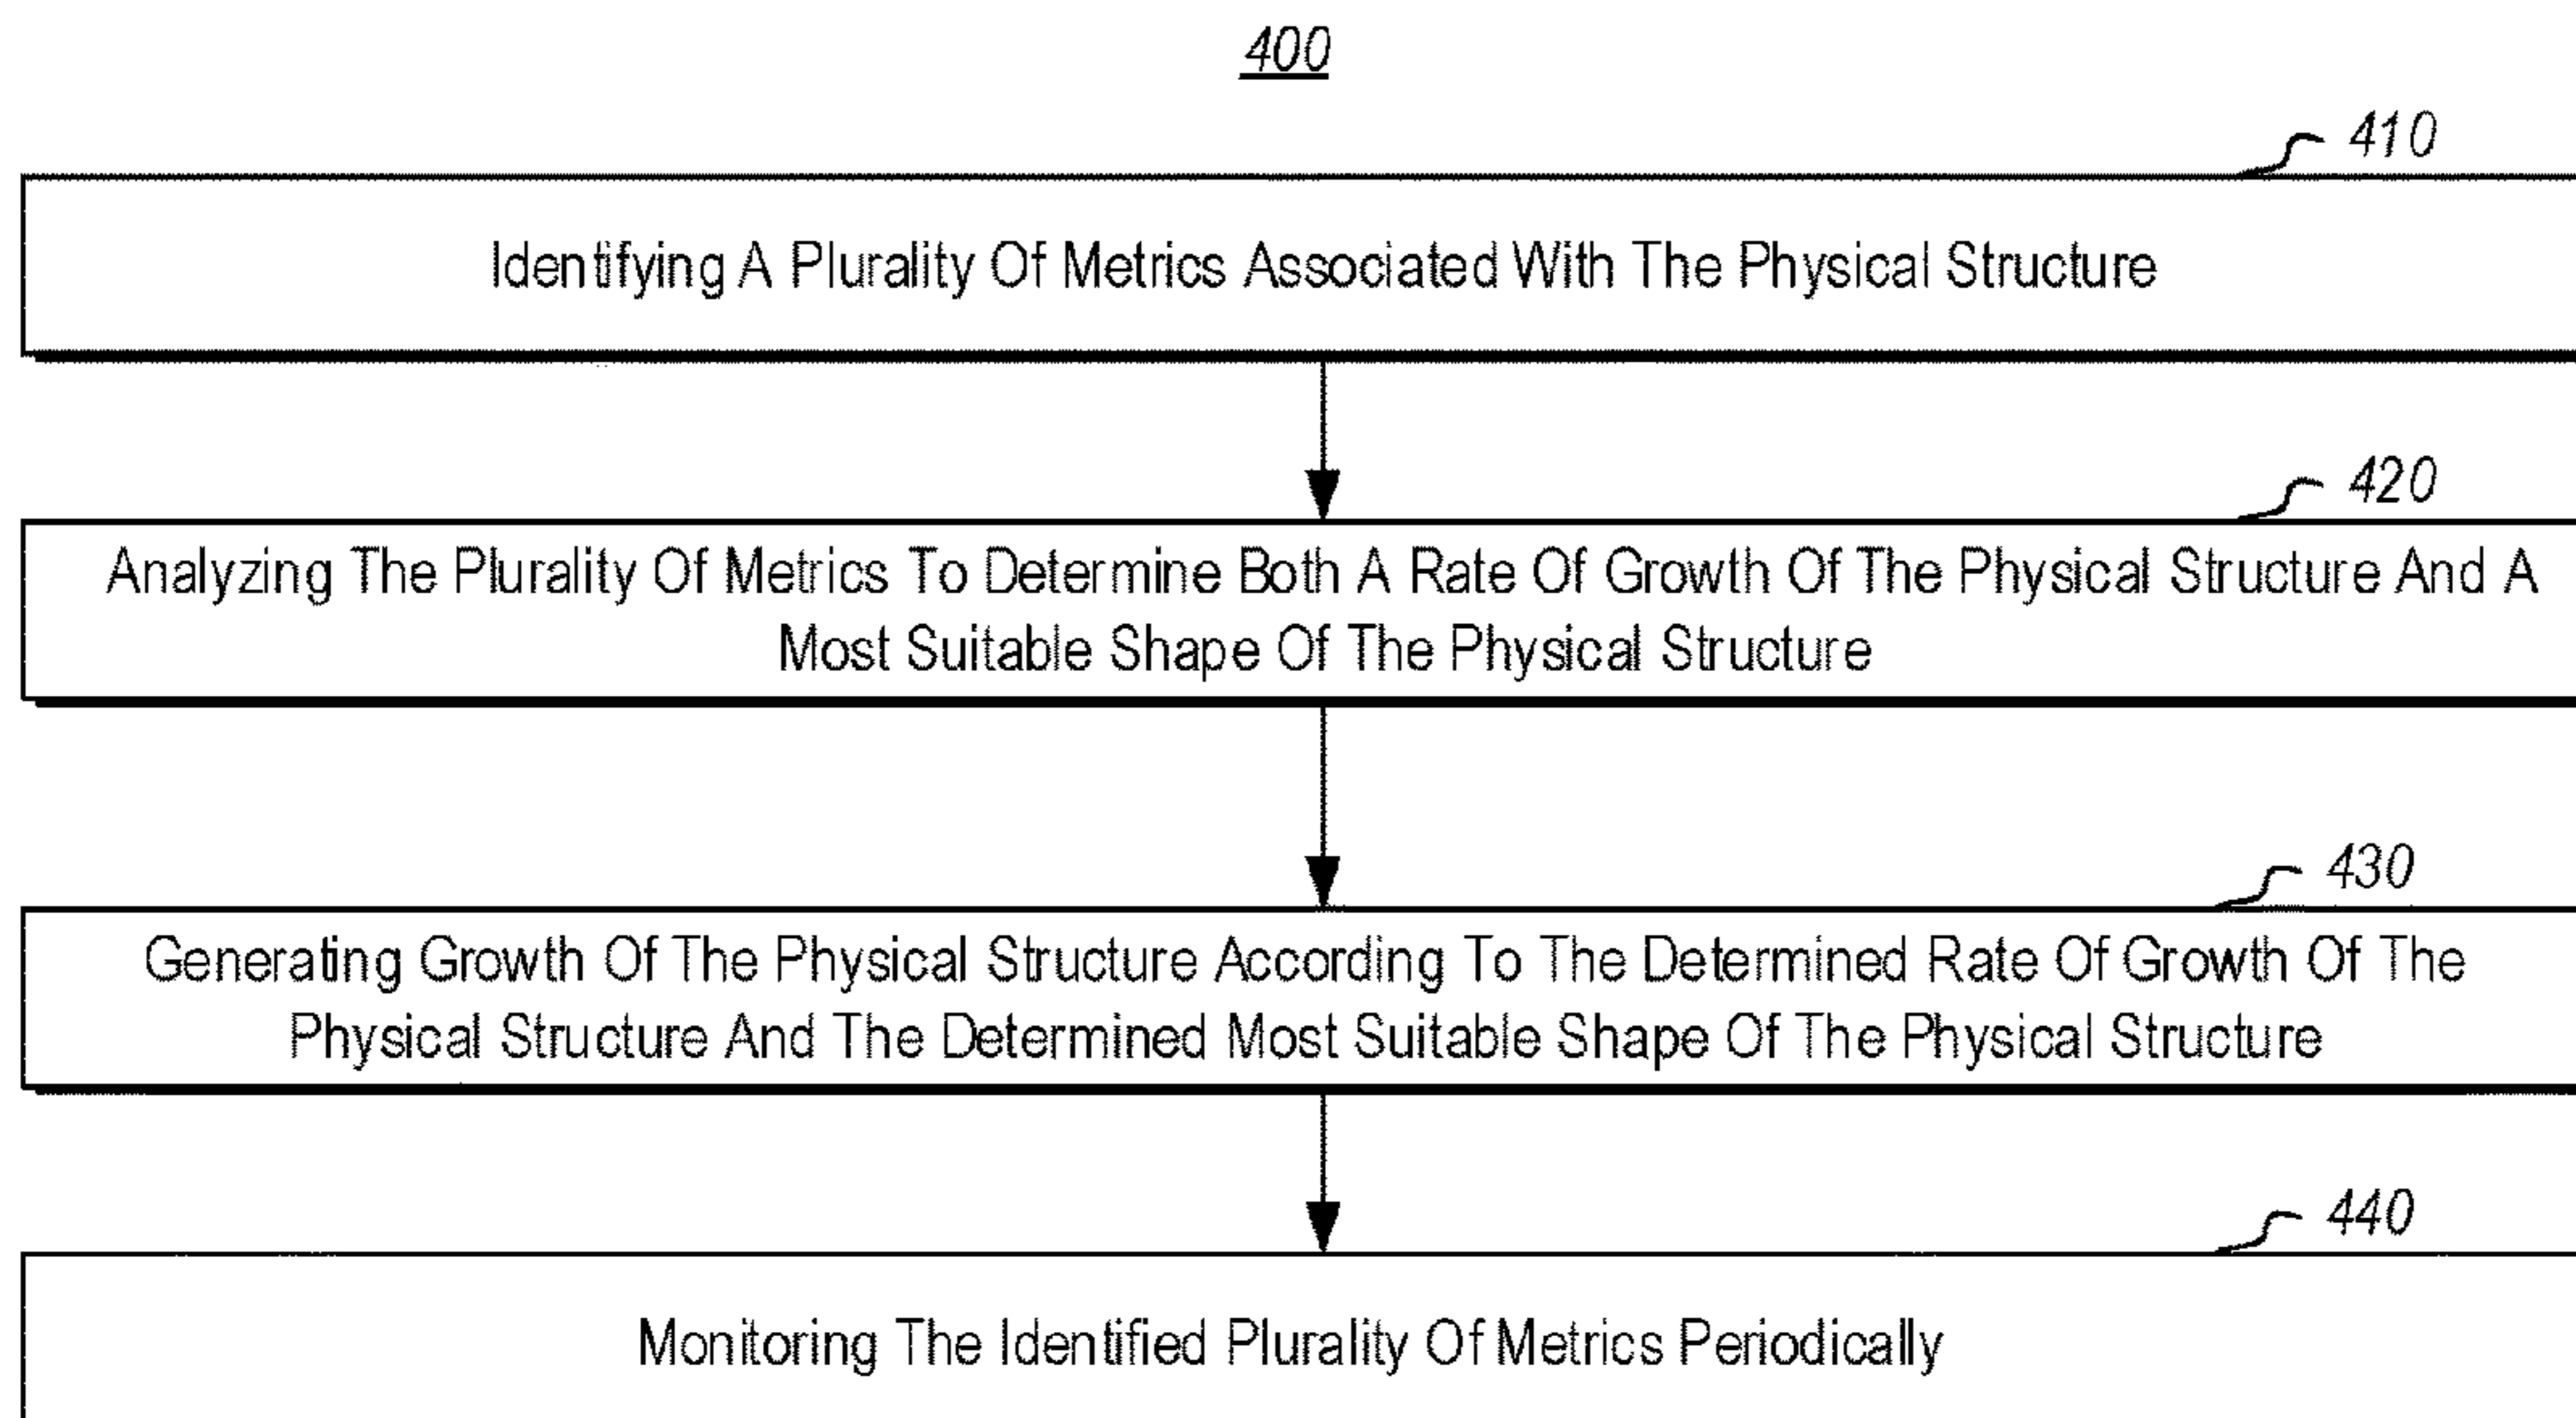 400
410
Identifying A Plurality Of Metrics Associated With The Physical Structure
420
Analyzing The Plurality Of Metrics To Determine Both A Rate Of Growth Of The Physical Structure And A
Most Suitable Shape Of The Physical Structure
430
Generating Growth Of The Physical Structure According To The Determined Rate Of Growth Of The
Physical Structure And The Determined Most Suitable Shape Of The Physical Structure
440
Monitoring The Identified Plurality Of Metrics Periodically